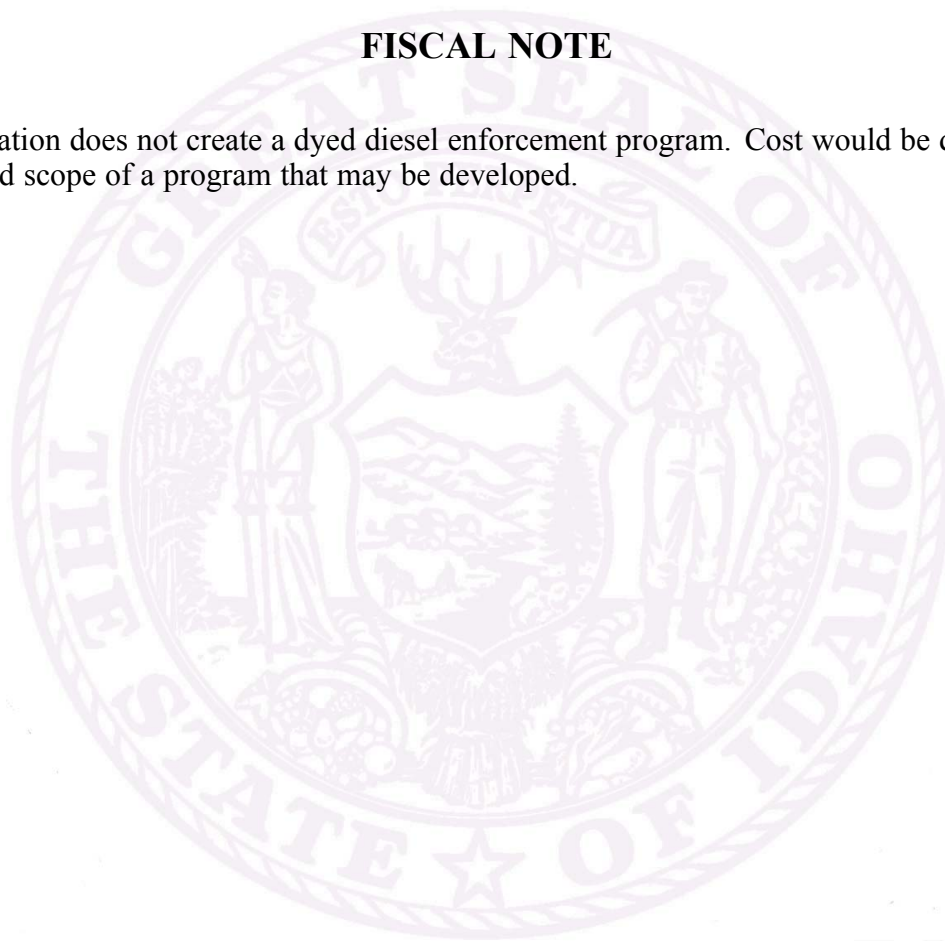 FISCAL NOTE
ation does not create a dyed diesel enforcement program. Cost would be
d scope of a program that may be developed.
GREAT SEAL OF
THE STATE OF IDAHO
ESTO PERPETUA